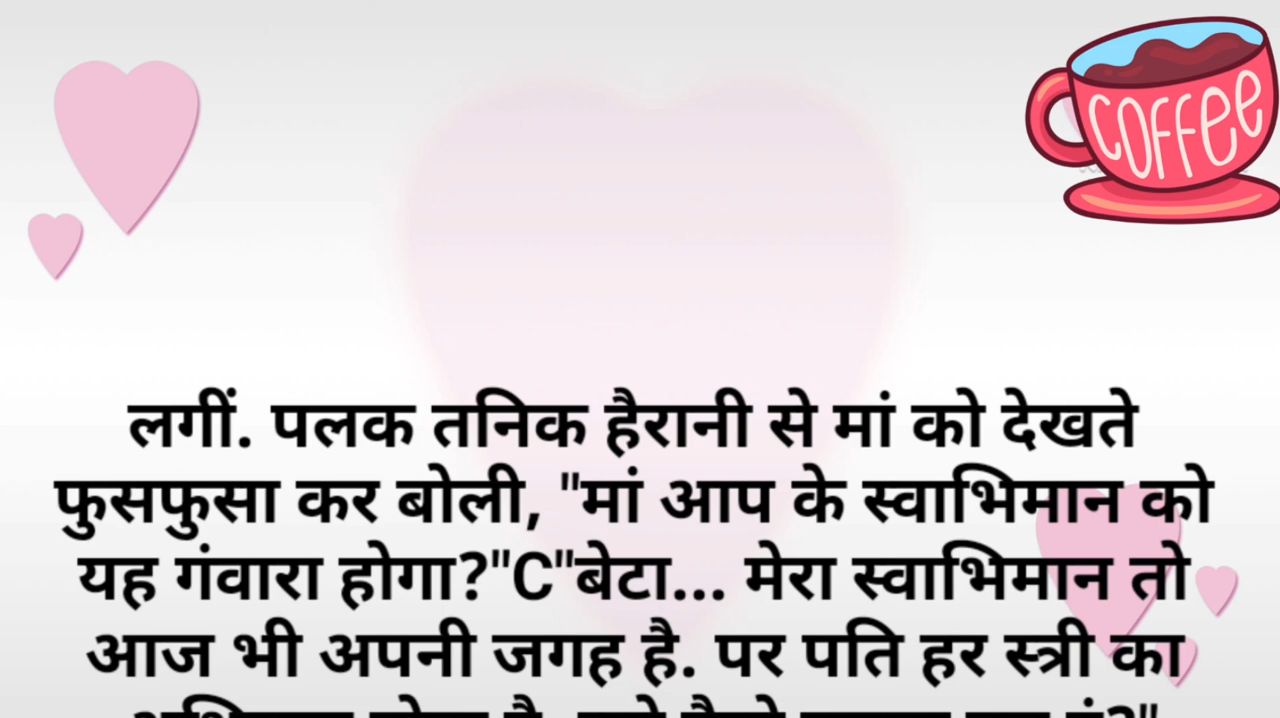 COFFEE
लगीं. पलक तनिक हैरानी से मां को देखते
फुसफुसा कर बोली, "मां आप के स्वाभिमान को
यह गंवारा होगा?"C"बेटा... मेरा स्वाभिमान तो
आज भी अपनी जगह है. पर पति हर स्त्री का